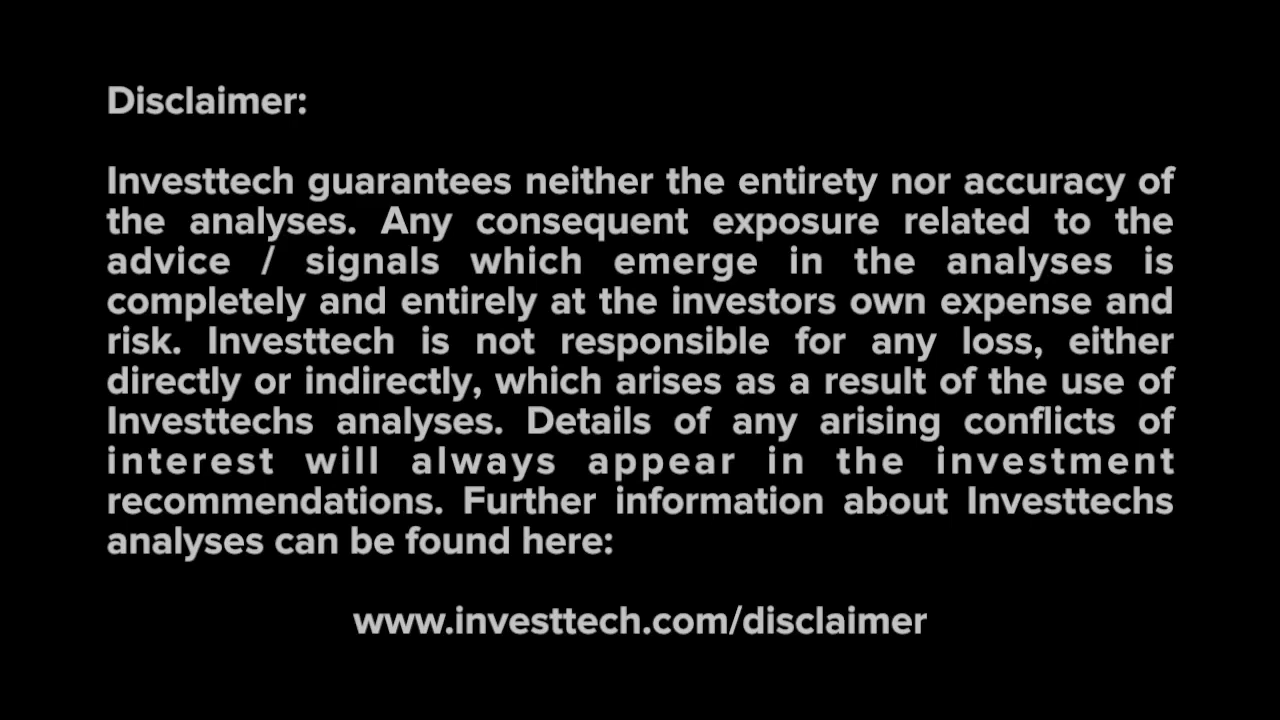 Disclaimer:
Investtech guarantees neither the entirety nor accuracy of
the analyses. Any consequent exposure related to the
advice / signals which emerge in the analyses is
completely and entirely at the investors own expense and
risk. Investtech is not responsible for any loss, either
directly or indirectly, which arises as a result of the use of
Investtechs analyses. Details of any arising conflicts of
interest will always appear in the investment
recommendations. Further information about Investtechs
analyses can be found here:
www.investtech.com/disclaimer